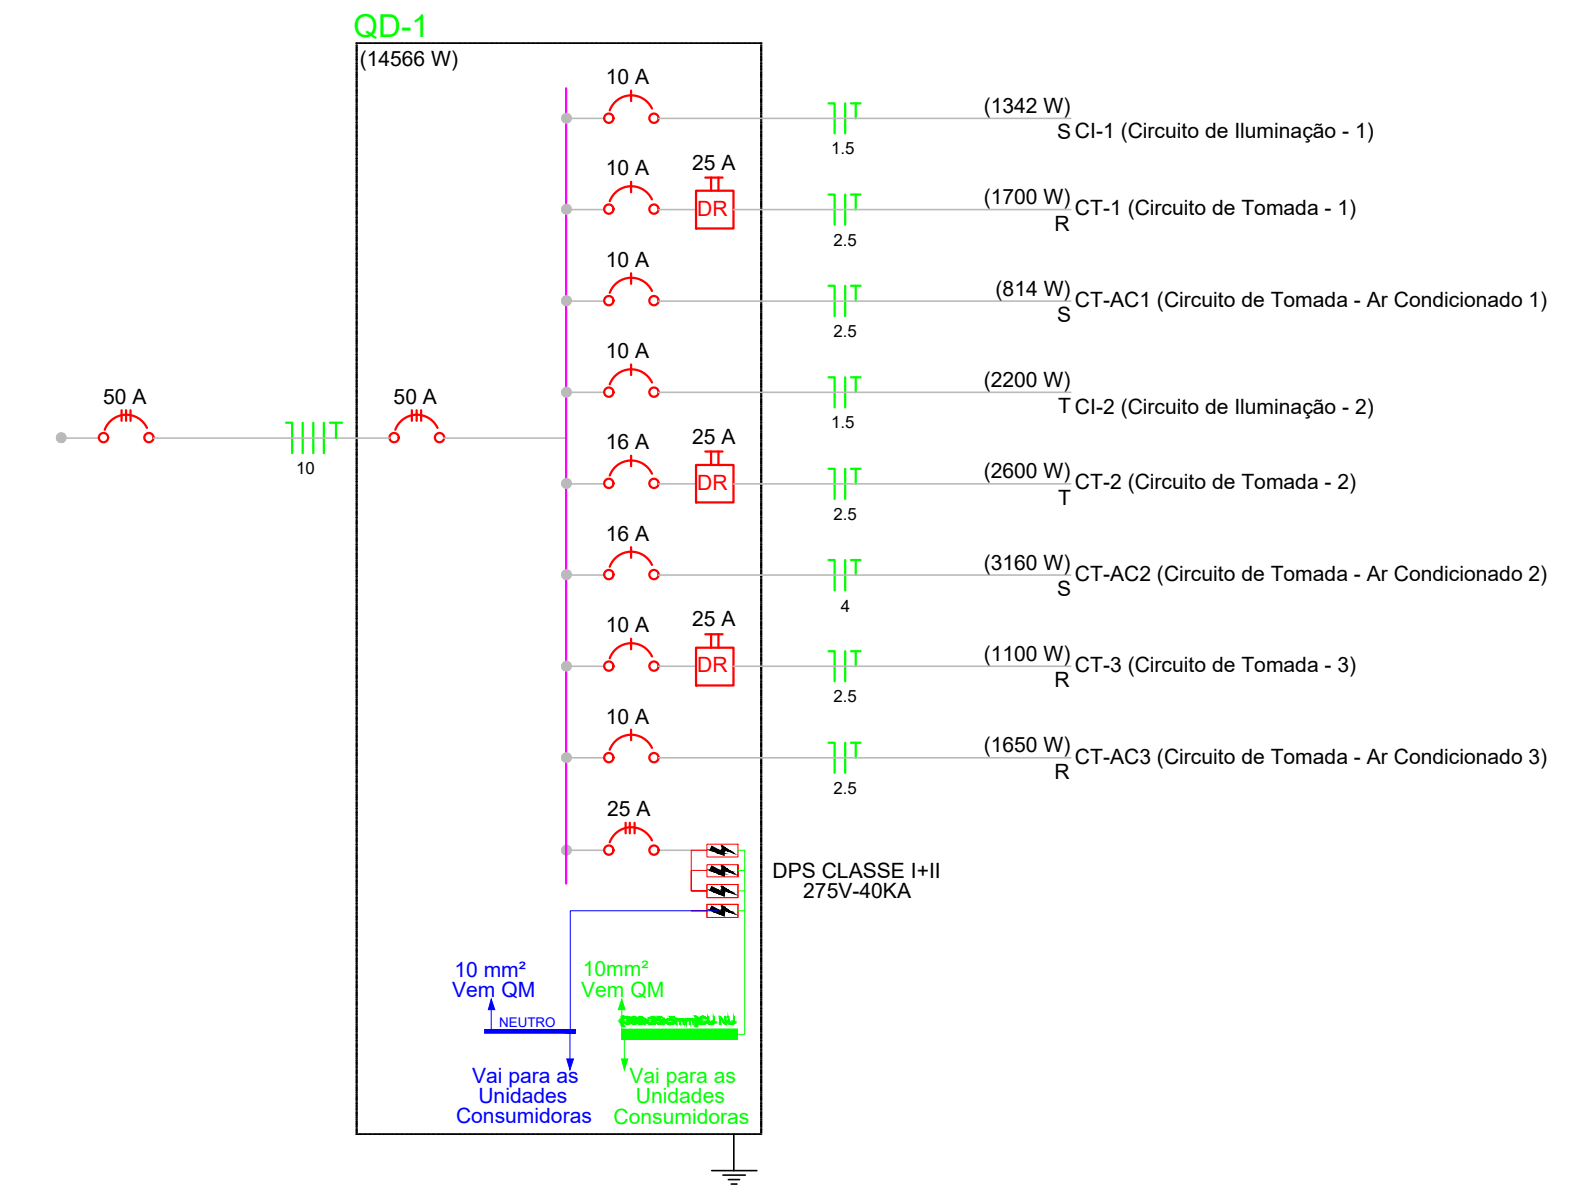 QD-1
(14566 W)
10 A
(1342 W)
S CI-1 (Circuito de Iluminação - 1)
1.5
10 A
25 A
DR
(1700 W)
CT-1 (Circuito de Tomada - 1)
R
2.5
10 A
(814 W)
CT-AC1 (Circuito de Tomada - Ar Condicionado 1)
S
2.5
10 A
(2200 W)
T CI-2 (Circuito de Iluminação - 2)
1.5
50 A
10
50 A
16 A
25 A
DR
(2600 W)
CT-2 (Circuito de Tomada - 2)
T
2.5
16 A
(3160 W)
CT-AC2 (Circuito de Tomada - Ar Condicionado 2)
S
4
10 A
25 A
DR
(1100 W)
CT-3 (Circuito de Tomada - 3)
R
2.5
10 A
(1650 W)
CT-AC3 (Circuito de Tomada - Ar Condicionado 3)
R
2.5
25 A
DPS CLASSE I+II
275V-40KA
10 mm²
Vem QM
NEUTRO
Vai para as
Unidades
Consumidoras
10mm²
Vem QM
Vai para as
Unidades
Consumidoras